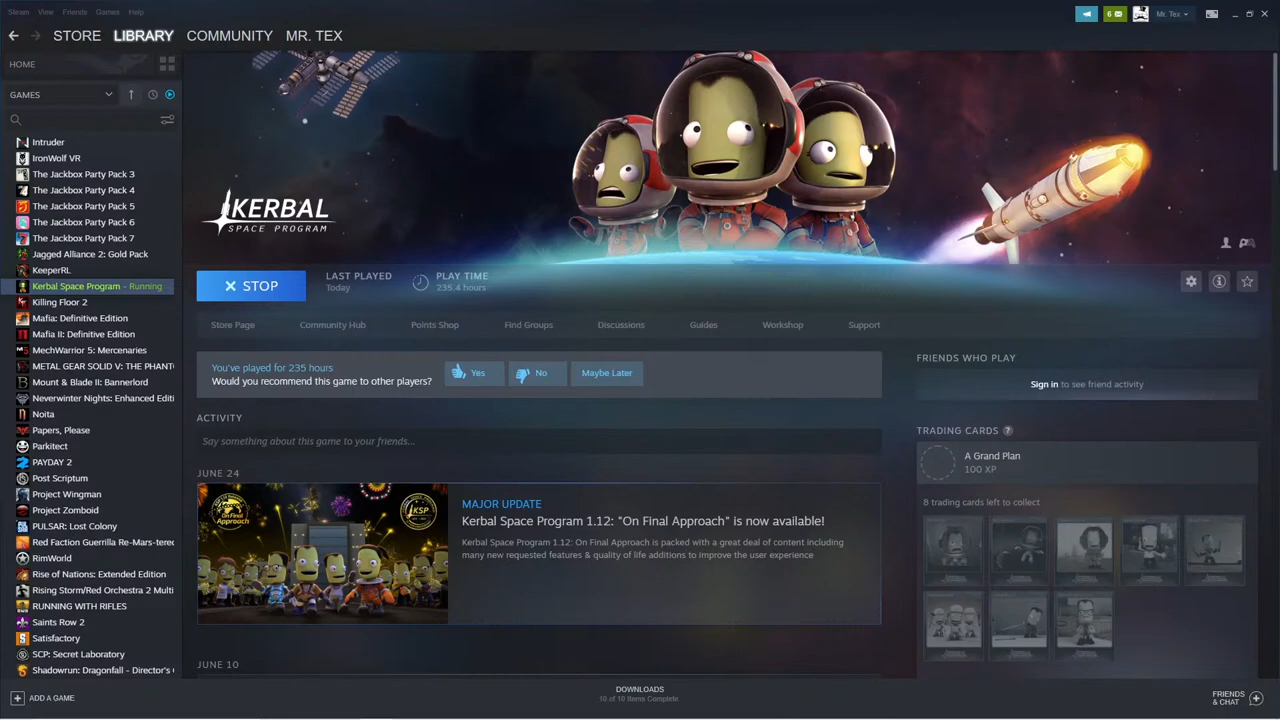 Steam View Friends Games Help
6 Mr. Tex
STORE LIBRARY COMMUNITY MR. TEX
HOME
GAMES
Intruder
IronWolf VR
The Jackbox Party Pack 3
The Jackbox Party Pack 4
The Jackbox Party Pack 5
The Jackbox Party Pack 6
The Jackbox Party Pack 7
Jagged Alliance 2: Gold Pack
KeeperRL
Kerbal Space Program - Running
Killing Floor 2
Mafia: Definitive Edition
Mafia II: Definitive Edition
MechWarrior 5: Mercenaries
METAL GEAR SOLID V: THE PHANT
Mount & Blade II: Bannerlord
Neverwinter Nights: Enhanced Editi
Noita
Papers, Please
Parkitect
PAYDAY 2
Post Scriptum
Project Wingman
Project Zomboid
PULSAR: Lost Colony
Red Faction Guerrilla Re-Mars-tered
RimWorld
Rise of Nations: Extended Edition
Rising Storm/Red Orchestra 2 Multi
RUNNING WITH RIFLES
Saints Row 2
Satisfactory
SCP: Secret Laboratory
Shadowrun: Dragonfall - Director's
ADD A GAME
KERBAL
SPACE PROGRAM
STOP
LAST PLAYED
Today
PLAY TIME
235.4 hours
Store Page Community Hub Points Shop Find Groups Discussions Guides Workshop Support
You've played for 235 hours
Would you recommend this game to other players?
Yes No Maybe Later
ACTIVITY
Say something about this game to your friends...
JUNE 24
On Final
Approach
KSP
MAJOR UPDATE
Kerbal Space Program 1.12: "On Final Approach" is now available!
Kerbal Space Program 1.12: On Final Approach is packed with a great deal of content including
many new requested features & quality of life additions to improve the user experience
JUNE 10
FRIENDS WHO PLAY
Sign in to see friend activity
TRADING CARDS ?
A Grand Plan
100 XP
8 trading cards left to collect
DOWNLOADS
10 of 10 Items Complete
FRIENDS
& CHAT